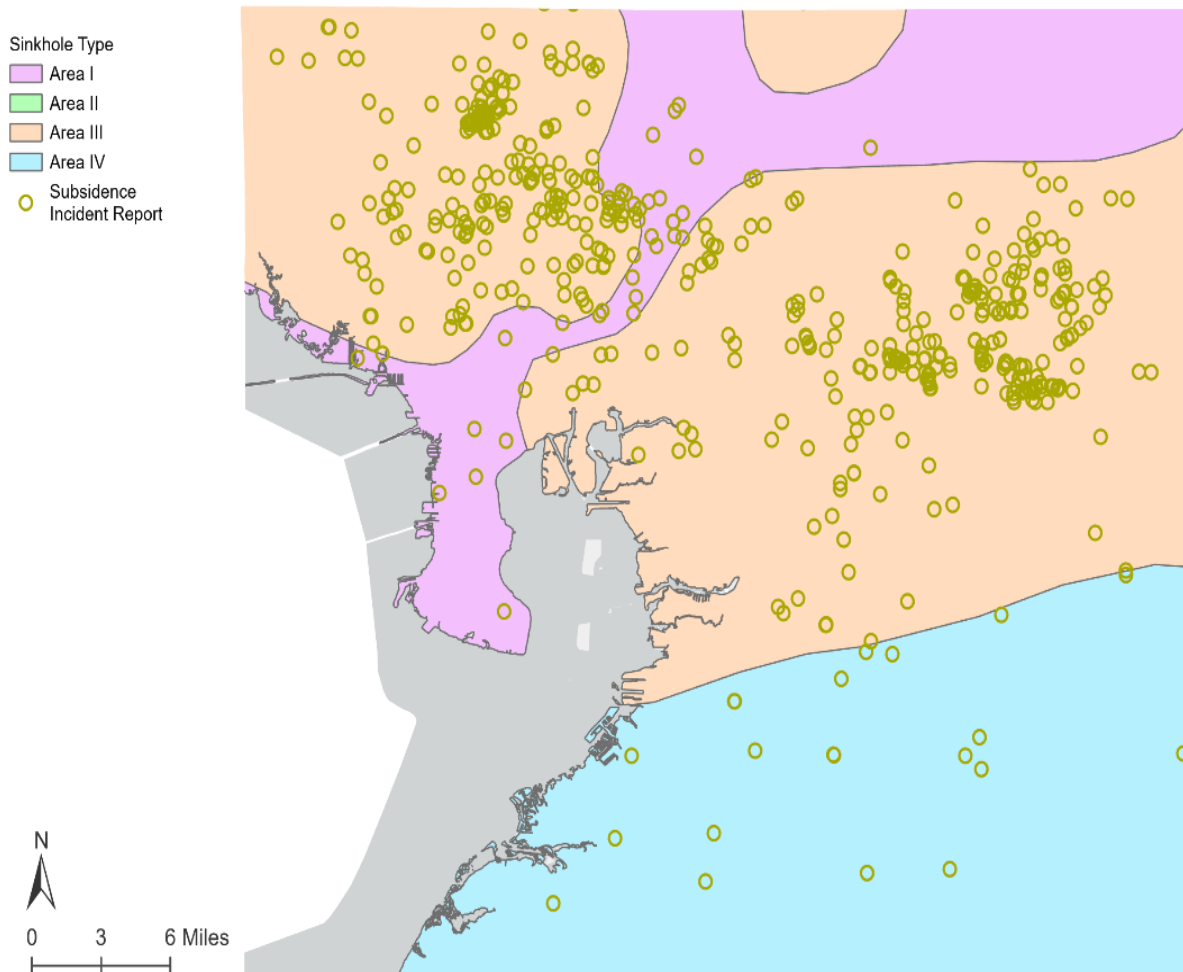 Sinkhole Type
Area I
Area II
Area III
Area IV
Subsidence
Incident Report
N
0 3 6 Miles